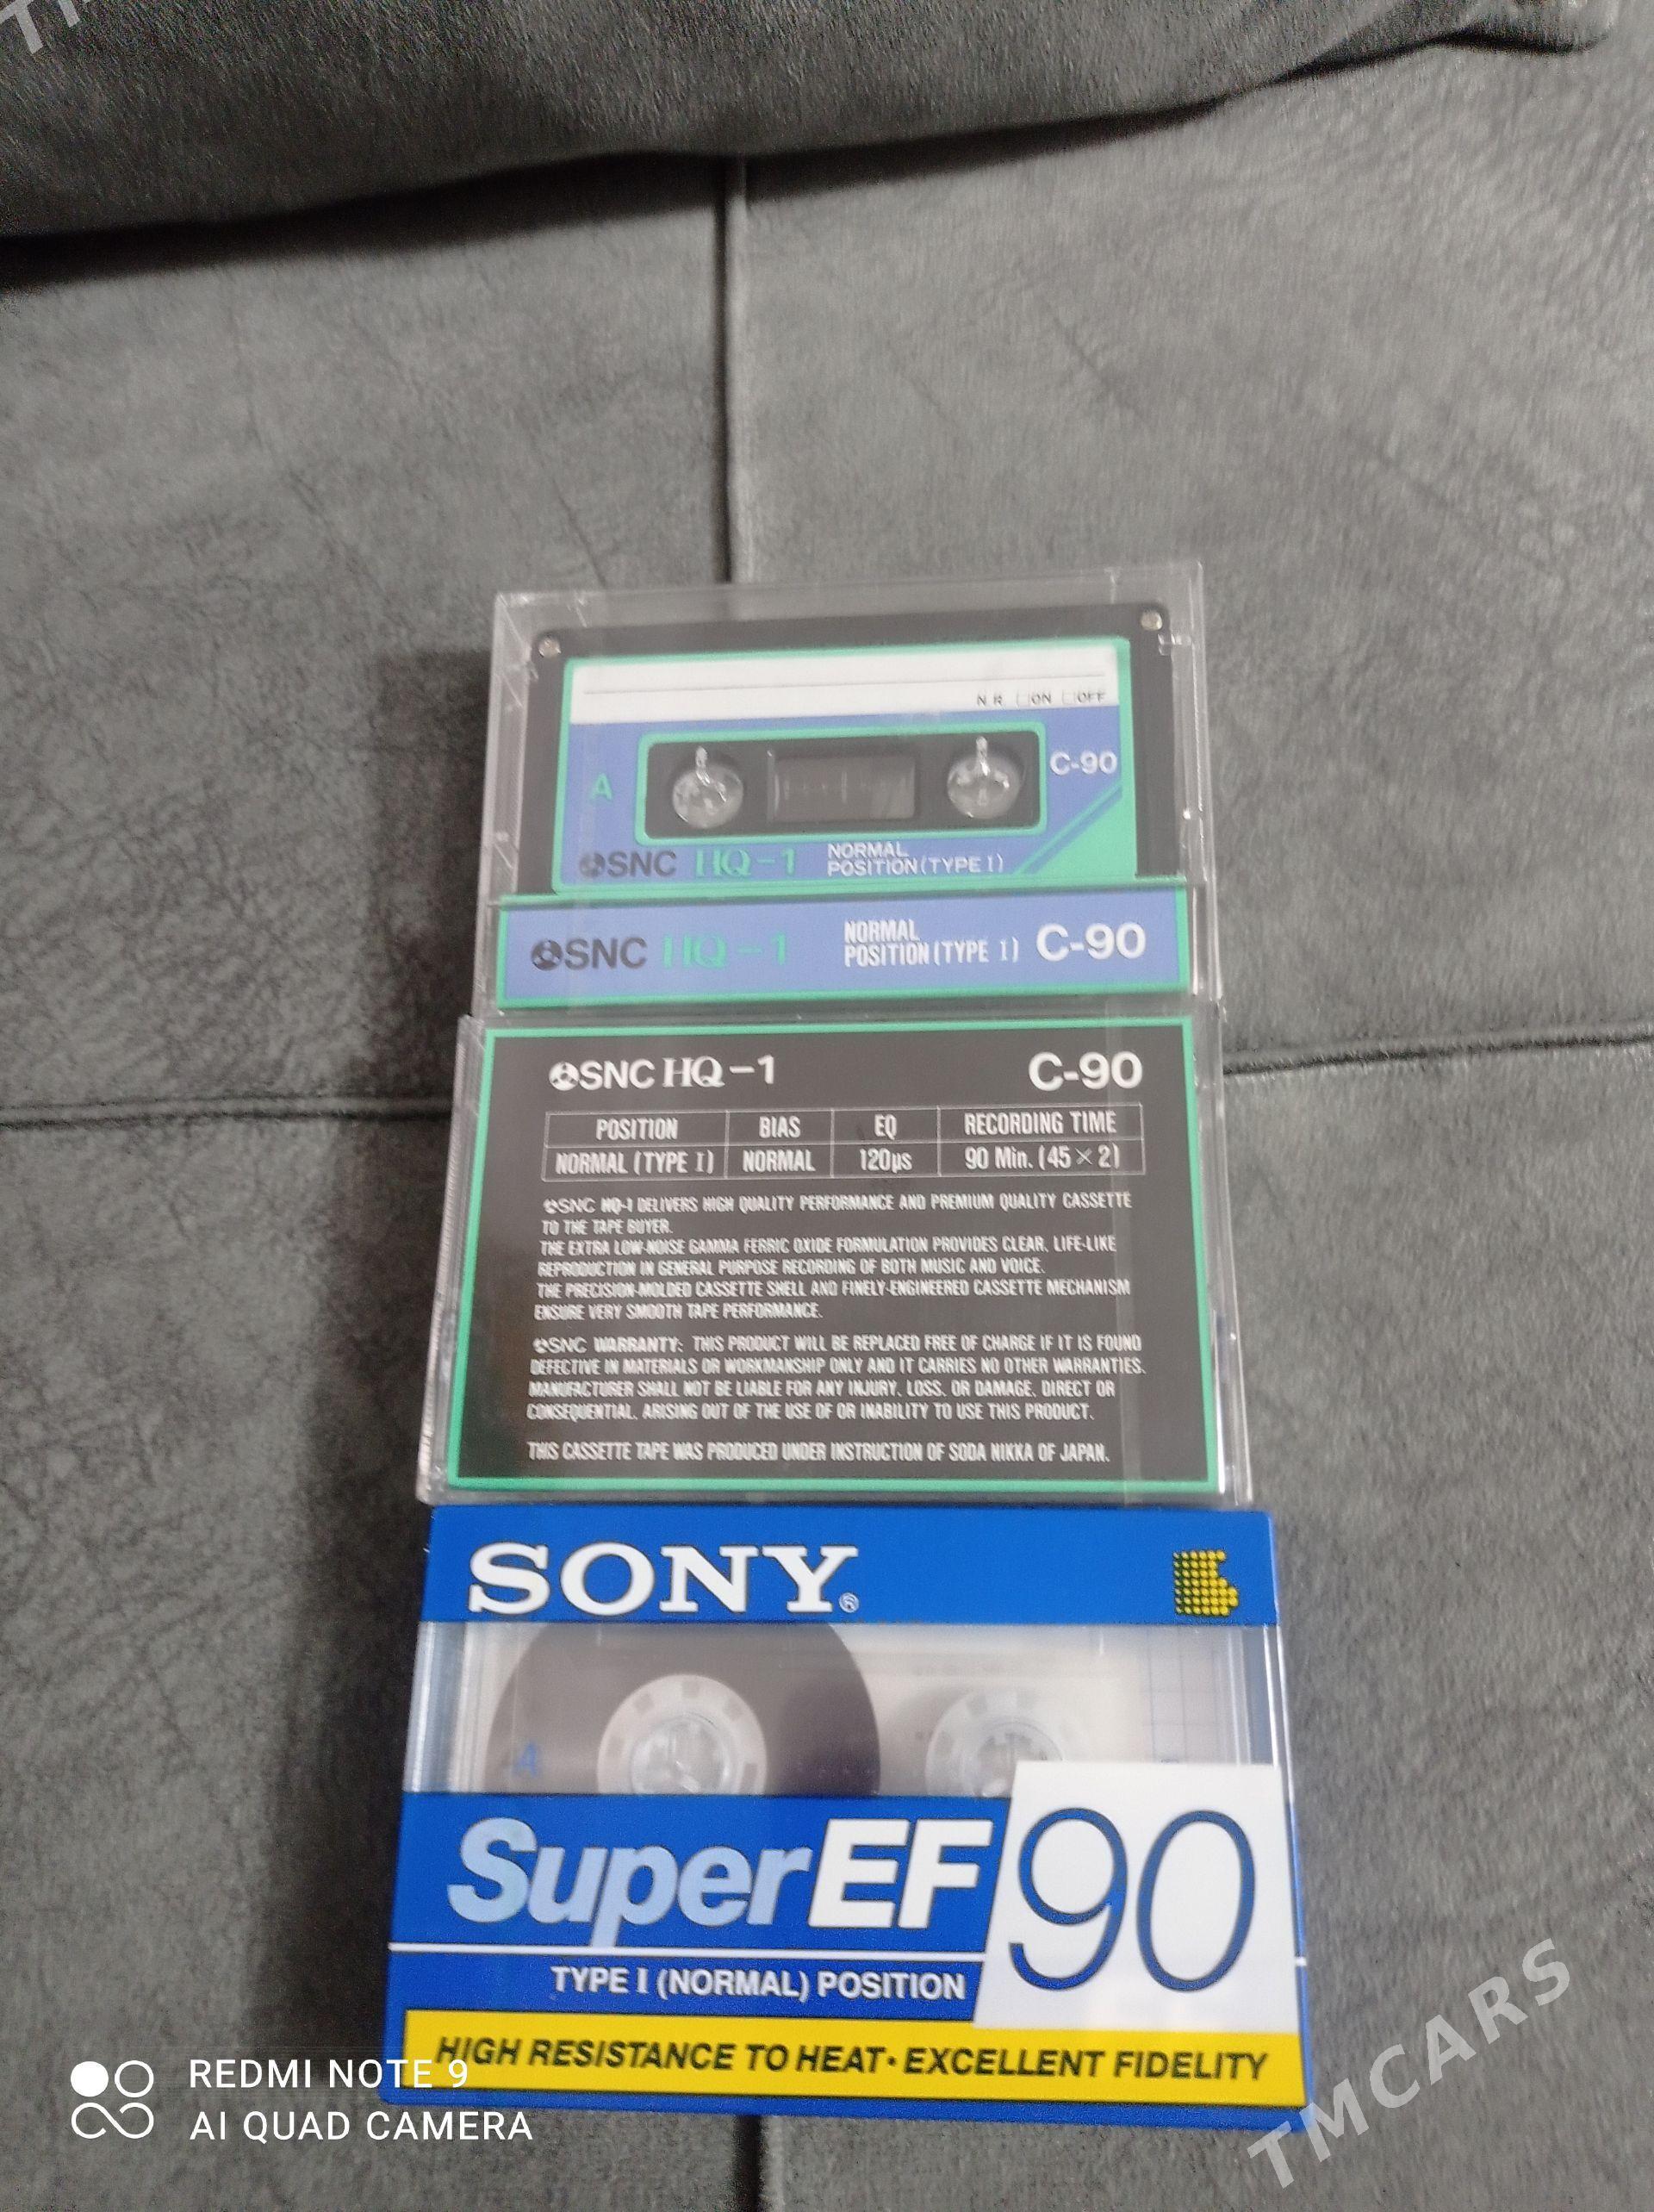 N R □ON □OFF
A
C-90
SNC HQ-1 NORMAL
POSITION (TYPE I)
SNC HQ-1 NORMAL
POSITION (TYPE I) C-90
SNC HQ-1 C-90
POSITION BIAS EQ RECORDING TIME
NORMAL (TYPE I) NORMAL 120µs 90 Min. (45 × 2)
SNC HQ-1 DELIVERS HIGH QUALITY PERFORMANCE AND PREMIUM QUALITY CASSETTE
TO THE TAPE BUYER.
THE EXTRA LOW-NOISE GAMMA FERRIC OXIDE FORMULATION PROVIDES CLEAR, LIFE-LIKE
REPRODUCTION IN GENERAL PURPOSE RECORDING OF BOTH MUSIC AND VOICE.
THE PRECISION-MOLDED CASSETTE SHELL AND FINELY-ENGINEERED CASSETTE MECHANISM
ENSURE VERY SMOOTH TAPE PERFORMANCE.
SNC WARRANTY: THIS PRODUCT WILL BE REPLACED FREE OF CHARGE IF IT IS FOUND
DEFECTIVE IN MATERIALS OR WORKMANSHIP ONLY AND IT CARRIES NO OTHER WARRANTIES.
MANUFACTURER SHALL NOT BE LIABLE FOR ANY INJURY, LOSS, OR DAMAGE, DIRECT OR
CONSEQUENTIAL, ARISING OUT OF THE USE OF OR INABILITY TO USE THIS PRODUCT.
THIS CASSETTE TAPE WAS PRODUCED UNDER INSTRUCTION OF SODA NIKKA OF JAPAN.
SONY®
A
Super EF 90
TYPE I (NORMAL) POSITION
HIGH RESISTANCE TO HEAT • EXCELLENT FIDELITY
REDMI NOTE 9
AI QUAD CAMERA
TMCARS